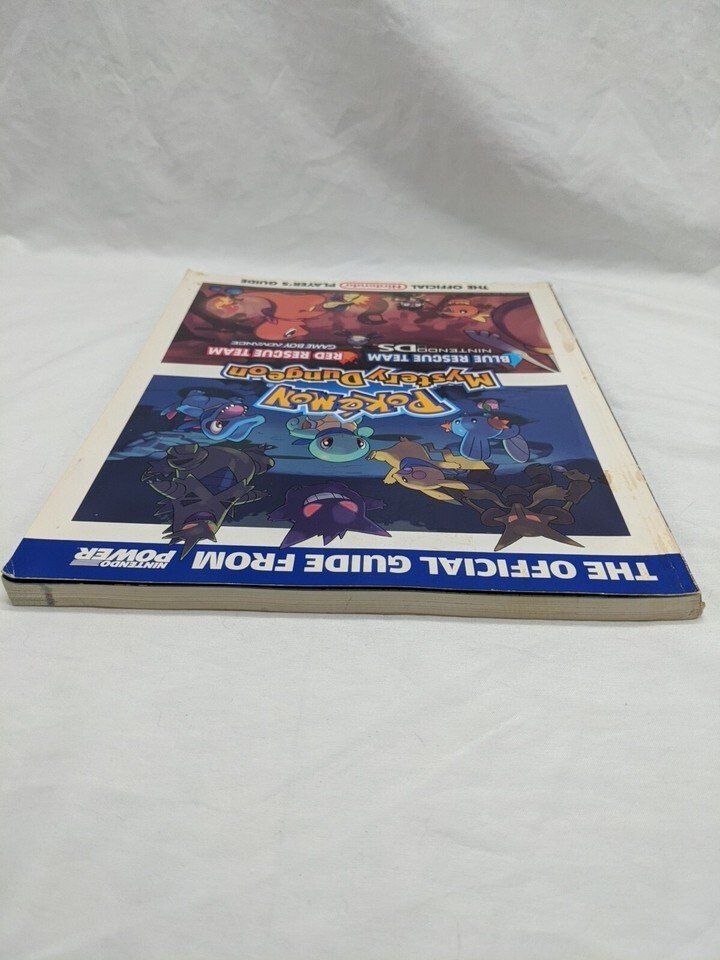 THE OFFICIAL GUIDE FROM NINTENDO POWER
POKéMON
Mystery Dungeon
BLUE RESCUE TEAM RED RESCUE TEAM
NINTENDO DS GAME BOY ADVANCE
THE OFFICIAL Nintendo PLAYER'S GUIDE